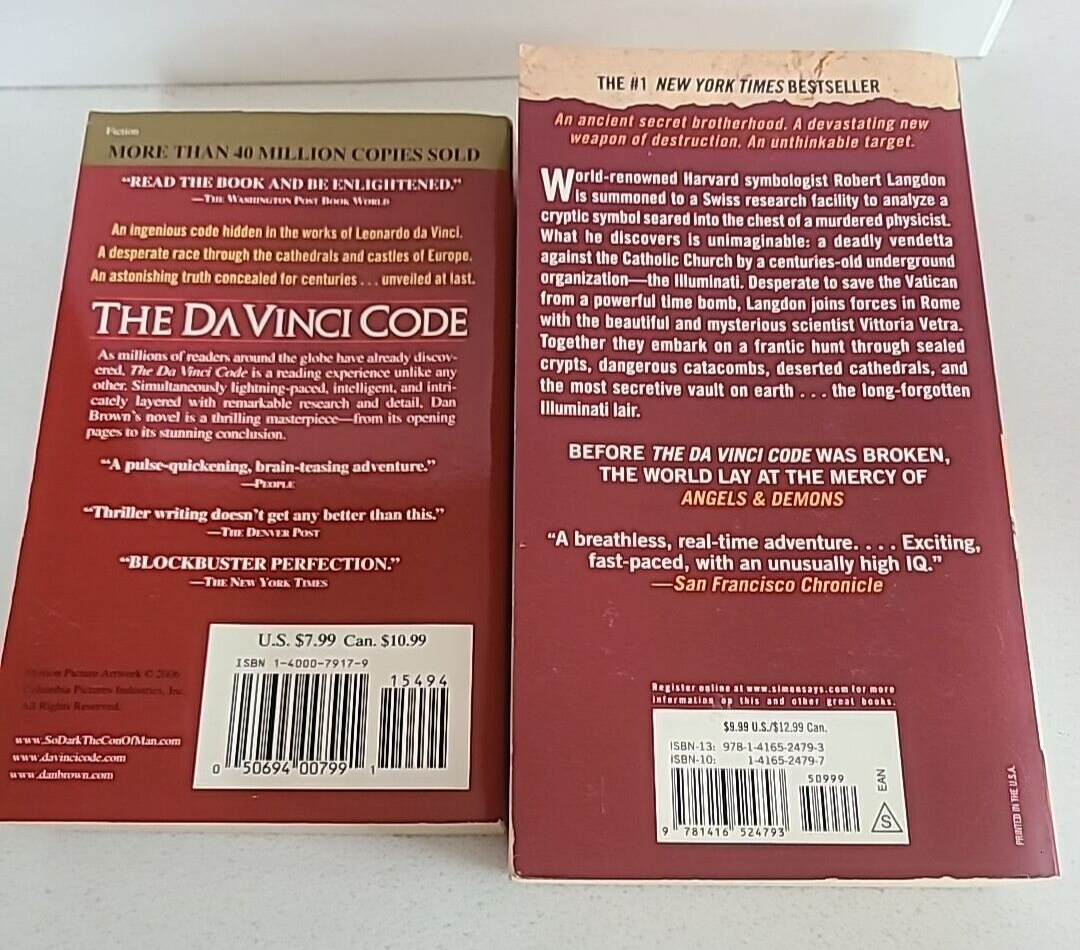 Fiction
MORE THAN 40 MILLION COPIES SOLD
“READ THE BOOK AND BE ENLIGHTENED.”
—THE WASHINGTON POST BOOK WORLD
An ingenious code hidden in the works of Leonardo da Vinci.
A desperate race through the cathedrals and castles of Europe.
An astonishing truth concealed for centuries . . . unveiled at last.
THE DA VINCI CODE
As millions of readers around the globe have already discov-
ered, The Da Vinci Code is a reading experience unlike any
other. Simultaneously lightning-paced, intelligent, and intri-
cately layered with remarkable research and detail, Dan
Brown's novel is a thrilling masterpiece—from its opening
pages to its stunning conclusion.
“A pulse-quickening, brain-teasing adventure.”
—PEOPLE
“Thriller writing doesn't get any better than this.”
—THE DENVER POST
“BLOCKBUSTER PERFECTION.”
—THE NEW YORK TIMES
U.S. $7.99 Can. $10.99
ISBN 1-4000-7917-9
15494
0 50694 00799 1
Motion Picture Artwork © 2006
Columbia Pictures Industries, Inc.
All Rights Reserved.
www.SoDarkTheConOfMan.com
www.davincicode.com
www.danbrown.com
THE #1 NEW YORK TIMES BESTSELLER
An ancient secret brotherhood. A devastating new
weapon of destruction. An unthinkable target.
World-renowned Harvard symbologist Robert Langdon
is summoned to a Swiss research facility to analyze a
cryptic symbol seared into the chest of a murdered physicist.
What he discovers is unimaginable: a deadly vendetta
against the Catholic Church by a centuries-old underground
organization—the Illuminati. Desperate to save the Vatican
from a powerful time bomb, Langdon joins forces in Rome
with the beautiful and mysterious scientist Vittoria Vetra.
Together they embark on a frantic hunt through sealed
crypts, dangerous catacombs, deserted cathedrals, and
the most secretive vault on earth . . . the long-forgotten
Illuminati lair.
BEFORE THE DA VINCI CODE WAS BROKEN,
THE WORLD LAY AT THE MERCY OF
ANGELS & DEMONS
“A breathless, real-time adventure. . . . Exciting,
fast-paced, with an unusually high IQ.”
—San Francisco Chronicle
Register online at www.simonsays.com for more
information on this and other great books.
$9.99 U.S./$12.99 Can.
ISBN-13: 978-1-4165-2479-3
ISBN-10: 1-4165-2479-7
50999
9 781416 524793
EAN
S
PRINTED IN THE U.S.A.